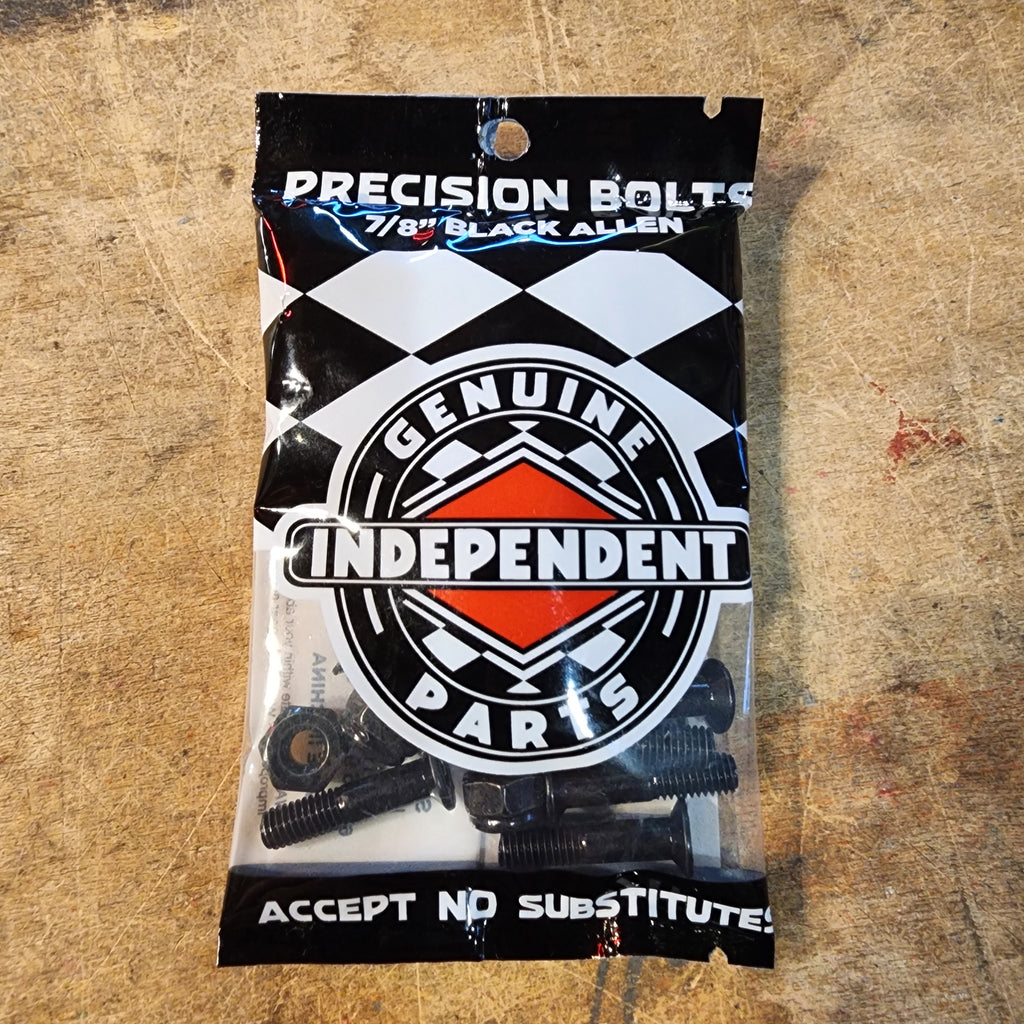 PRECISION BOLTS
7/8" BLACK ALLEN
GENUINE
INDEPENDENT
PARTS
ACCEPT NO SUBSTITUTES